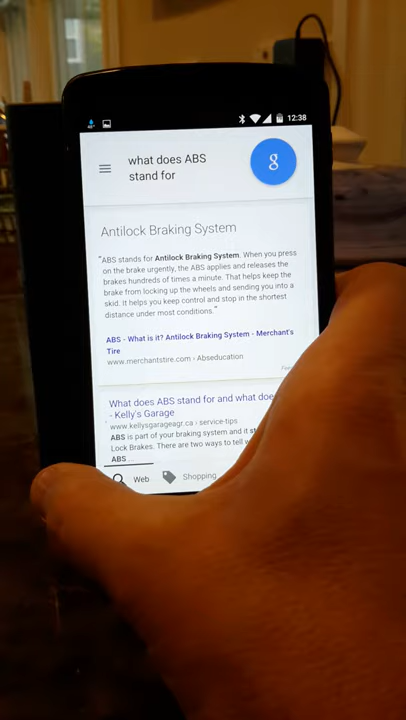 12:38
what does ABS
stand for
g
Antilock Braking System
"ABS stands for Antilock Braking System. When you press
on the brake urgently, the ABS applies and releases the
brakes hundreds of times a minute. That helps keep the
brake from locking up the wheels and sending you into a
skid. It helps you keep control and stop in the shortest
distance under most conditions."
ABS - What is it? Antilock Braking System - Merchant's
Tire
www.merchantstire.com › Abseducation
What does ABS stand for and what doe
- Kelly's Garage
www.kellysgarageagr.ca › service-tips
ABS is part of your braking system and it st
Lock Brakes. There are two ways to tell w
ABS ...
Web
Shopping